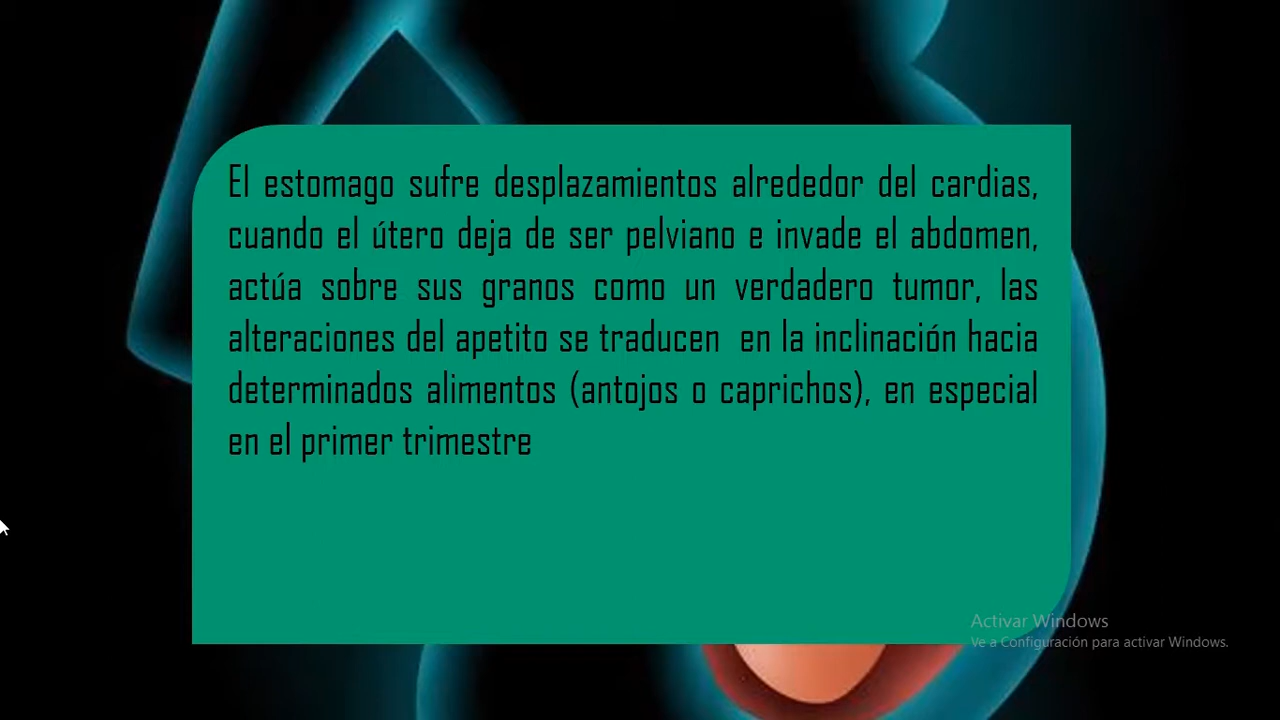 El estomago sufre desplazamientos alrededor del cardias,
cuando el útero deja de ser pelviano e invade el abdomen,
actúa sobre sus granos como un verdadero tumor, las
alteraciones del apetito se traducen en la inclinación hacia
determinados alimentos (antojos o caprichos), en especial
en el primer trimestre
Activar Windows
Ve a Configuración para activar Windows.